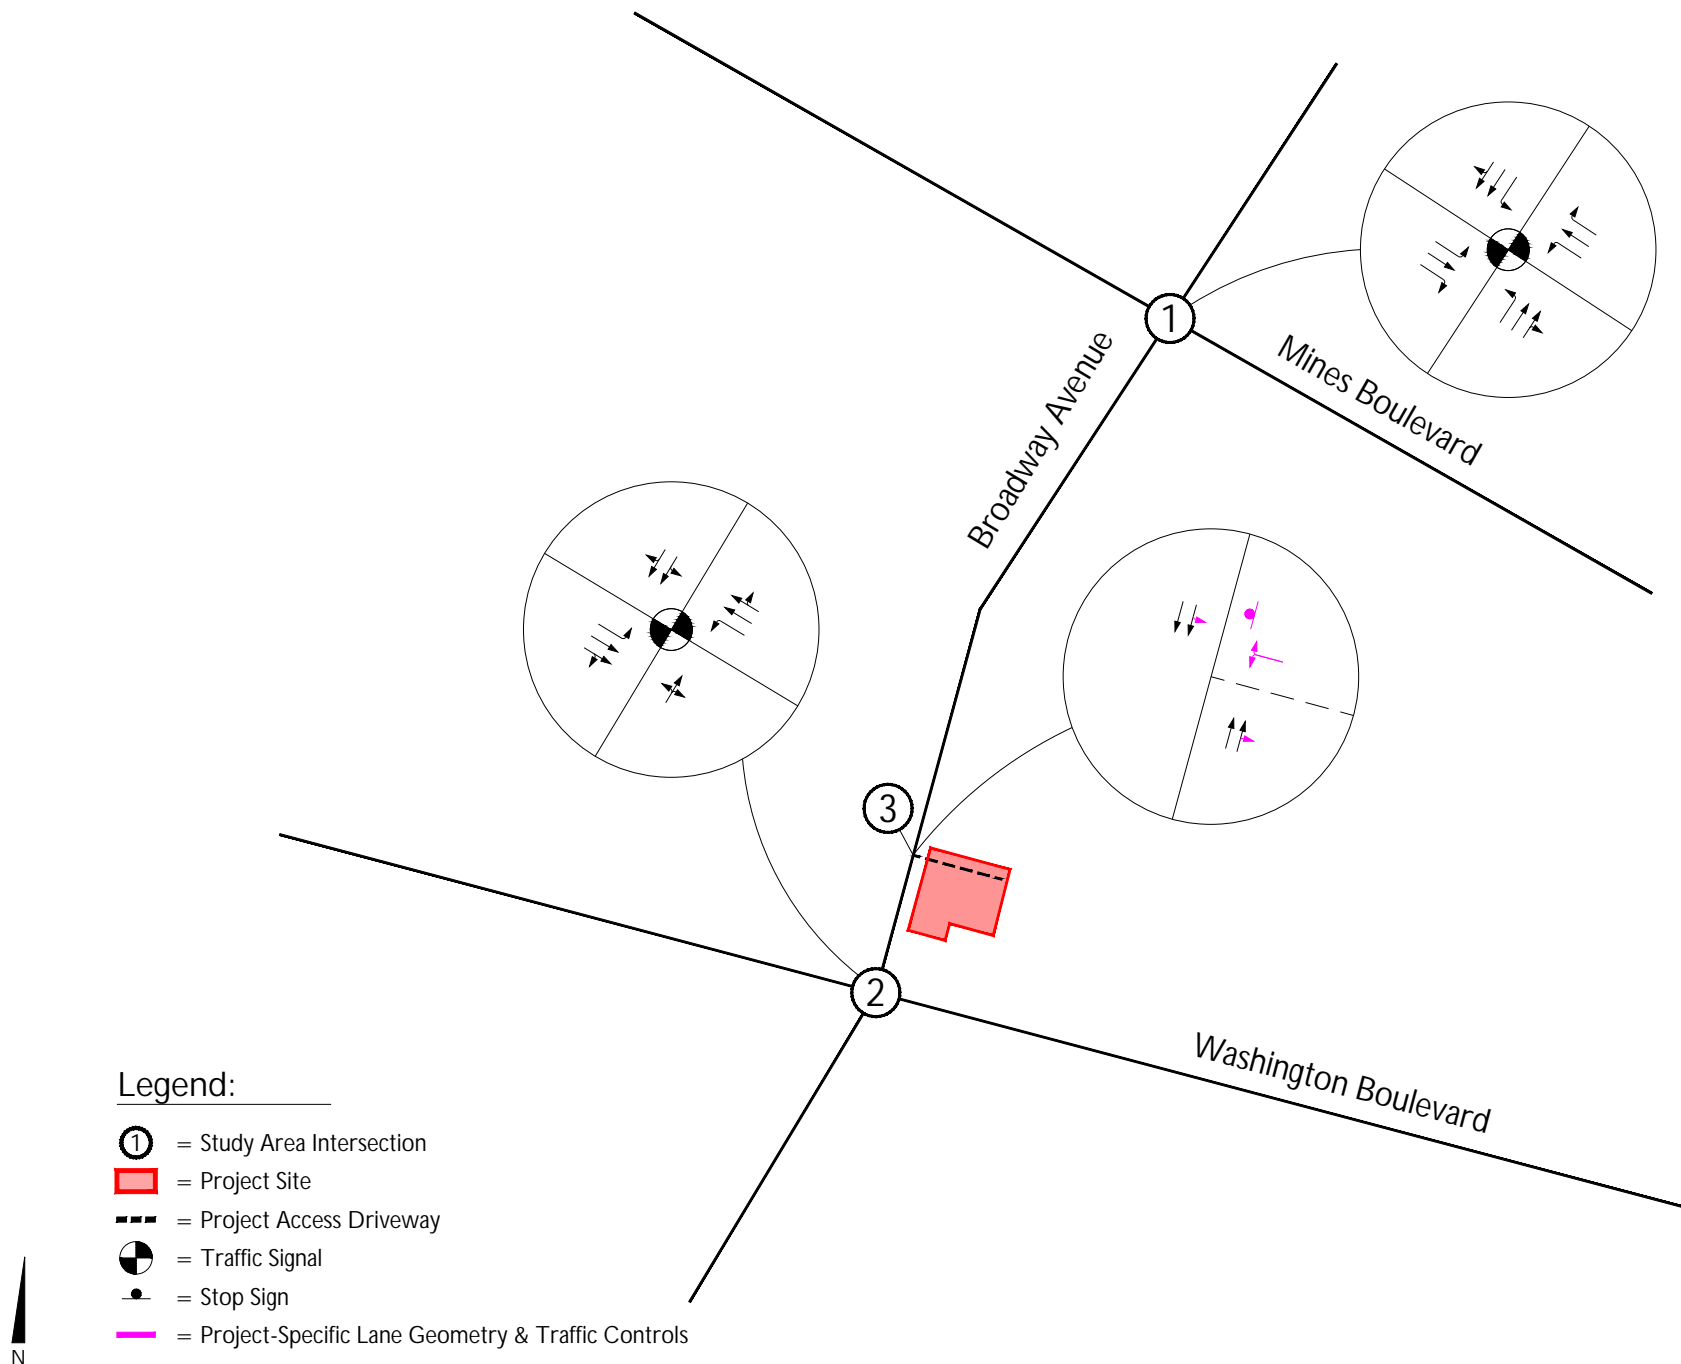 1
Mines Boulevard
Broadway Avenue
3
2
Washington Boulevard
Legend:
1 = Study Area Intersection
= Project Site
= Project Access Driveway
= Traffic Signal
= Stop Sign
= Project-Specific Lane Geometry & Traffic Controls
N